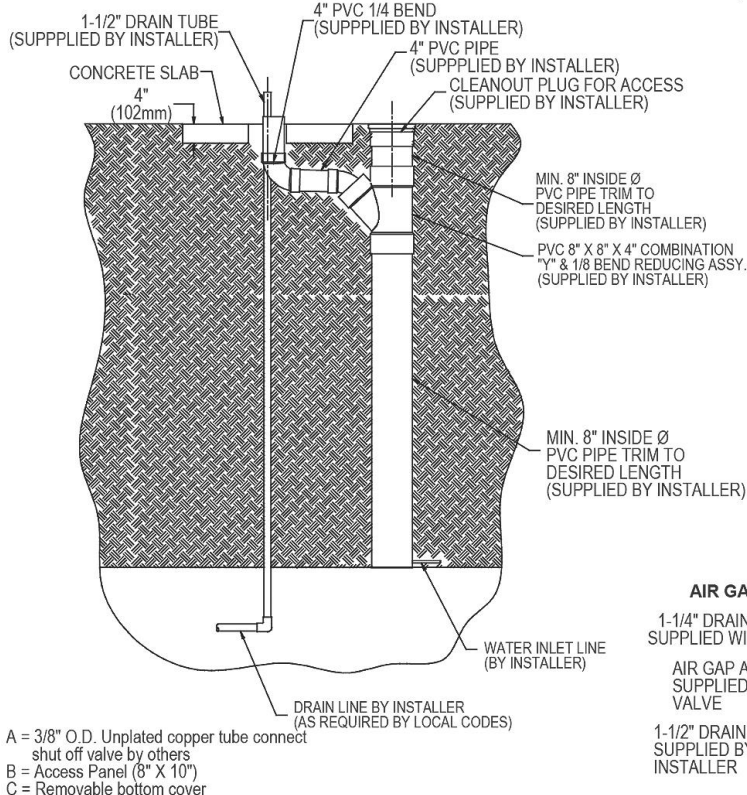 1-1/2" DRAIN TUBE
(SUPPPLIED BY INSTALLER)
4" PVC 1/4 BEND
(SUPPPLIED BY INSTALLER)
4" PVC PIPE
(SUPPPLIED BY INSTALLER)
CLEANOUT PLUG FOR ACCESS
(SUPPLIED BY INSTALLER)
CONCRETE SLAB
4"
(102mm)
MIN. 8" INSIDE Ø
PVC PIPE TRIM TO
DESIRED LENGTH
(SUPPLIED BY INSTALLER)
PVC 8" X 8" X 4" COMBINATION
"Y" & 1/8 BEND REDUCING ASSY.
(SUPPLIED BY INSTALLER)
MIN. 8" INSIDE Ø
PVC PIPE TRIM TO
DESIRED LENGTH
(SUPPLIED BY INSTALLER)
WATER INLET LINE
(BY INSTALLER)
DRAIN LINE BY INSTALLER
(AS REQUIRED BY LOCAL CODES)
AIR GA
1-1/4" DRAIN
SUPPLIED WI
AIR GAP A
SUPPLIED
VALVE
1-1/2" DRAIN
SUPPLIED BY
INSTALLER
A = 3/8" O.D. Unplated copper tube connect
shut off valve by others
B = Access Panel (8" X 10")
C = Removable bottom cover